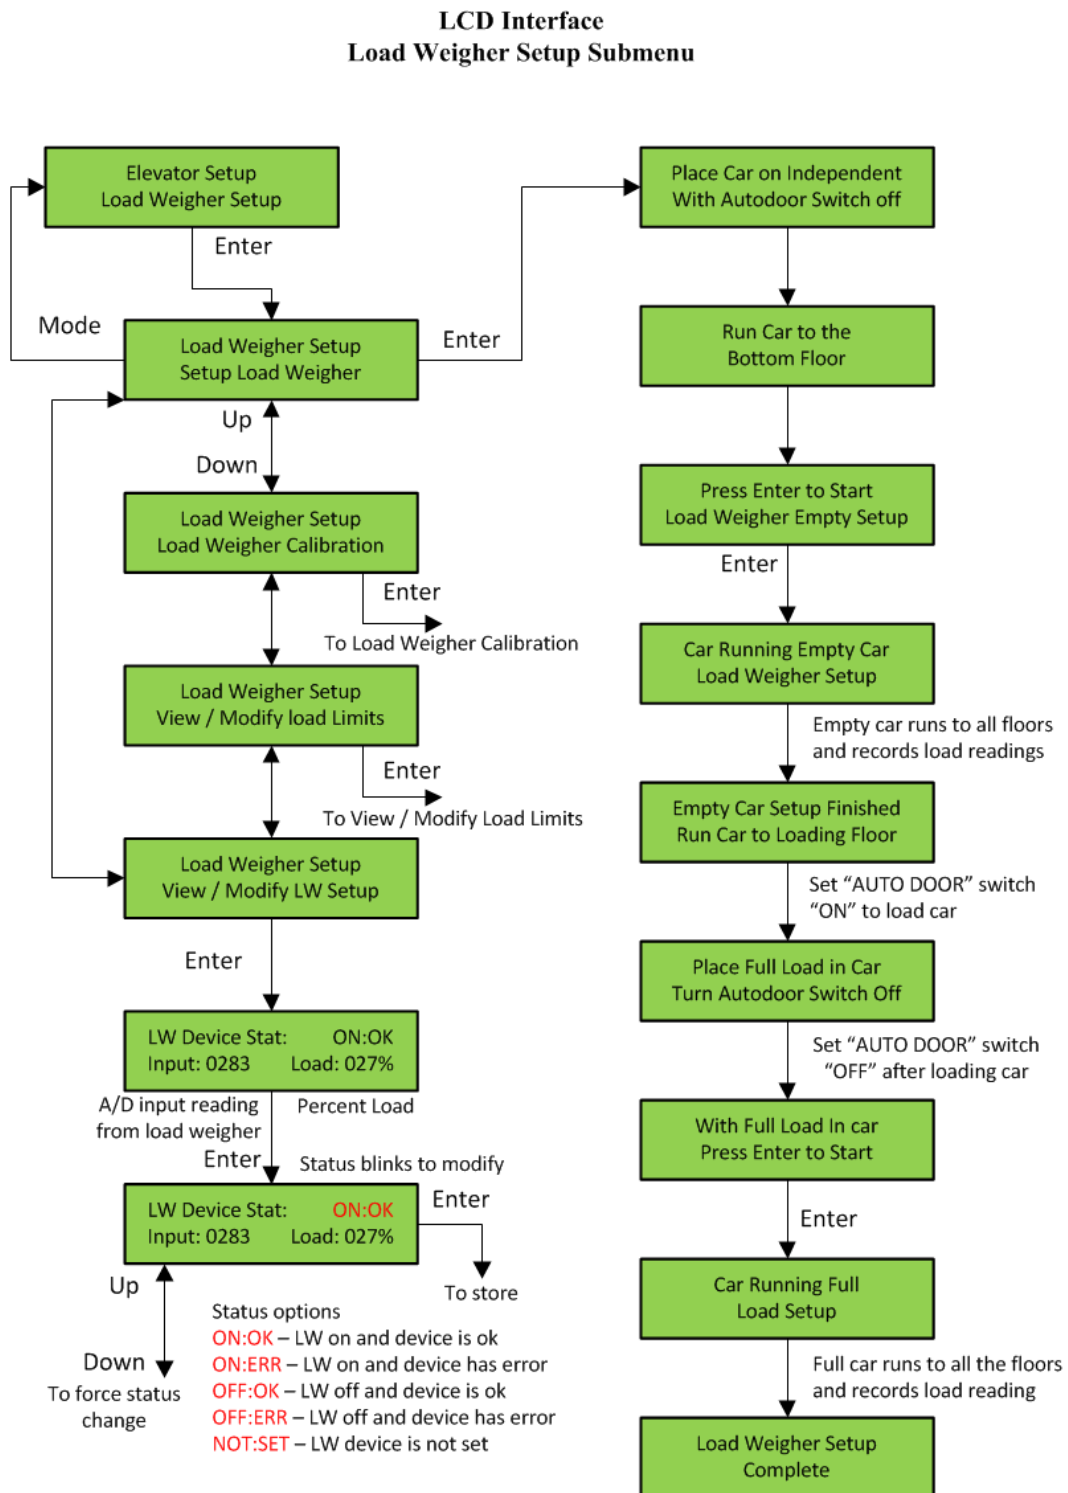 LCD Interface
Load Weigher Setup Submenu
Elevator Setup
Load Weigher Setup
Enter
Mode
Load Weigher Setup
Setup Load Weigher
Enter
Up
Down
Load Weigher Setup
Load Weigher Calibration
Enter
To Load Weigher Calibration
Load Weigher Setup
View / Modify load Limits
Enter
To View / Modify Load Limits
Load Weigher Setup
View / Modify LW Setup
Enter
LW Device Stat: ON:OK
Input: 0283 Load: 027%
A/D input reading
from load weigher
Percent Load
Enter
Status blinks to modify
LW Device Stat: ON:OK
Input: 0283 Load: 027%
Enter
To store
Up
Down
To force status
change
Status options
ON:OK – LW on and device is ok
ON:ERR – LW on and device has error
OFF:OK – LW off and device is ok
OFF:ERR – LW off and device has error
NOT:SET – LW device is not set
Place Car on Independent
With Autodoor Switch off
Run Car to the
Bottom Floor
Press Enter to Start
Load Weigher Empty Setup
Enter
Car Running Empty Car
Load Weigher Setup
Empty car runs to all floors
and records load readings
Empty Car Setup Finished
Run Car to Loading Floor
Set “AUTO DOOR” switch
“ON” to load car
Place Full Load in Car
Turn Autodoor Switch Off
Set “AUTO DOOR” switch
“OFF” after loading car
With Full Load In car
Press Enter to Start
Enter
Car Running Full
Load Setup
Full car runs to all the floors
and records load reading
Load Weigher Setup
Complete